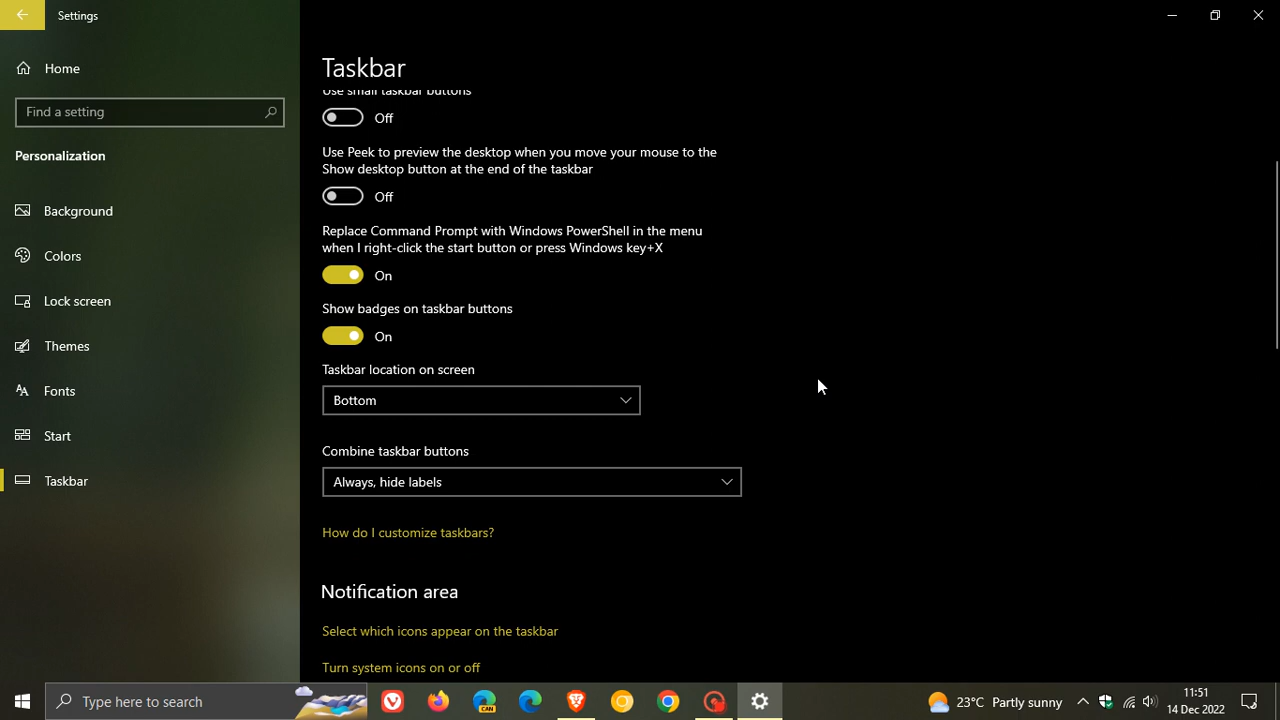 Settings
Home
Find a setting
Personalization
Background
Colors
Lock screen
Themes
Fonts
Start
Taskbar
Taskbar
Use small taskbar buttons
Off
Use Peek to preview the desktop when you move your mouse to the
Show desktop button at the end of the taskbar
Off
Replace Command Prompt with Windows PowerShell in the menu
when I right-click the start button or press Windows key+X
On
Show badges on taskbar buttons
On
Taskbar location on screen
Bottom
Combine taskbar buttons
Always, hide labels
How do I customize taskbars?
Notification area
Select which icons appear on the taskbar
Turn system icons on or off
Type here to search
CAN
23°C Partly sunny
11:51
14 Dec 2022